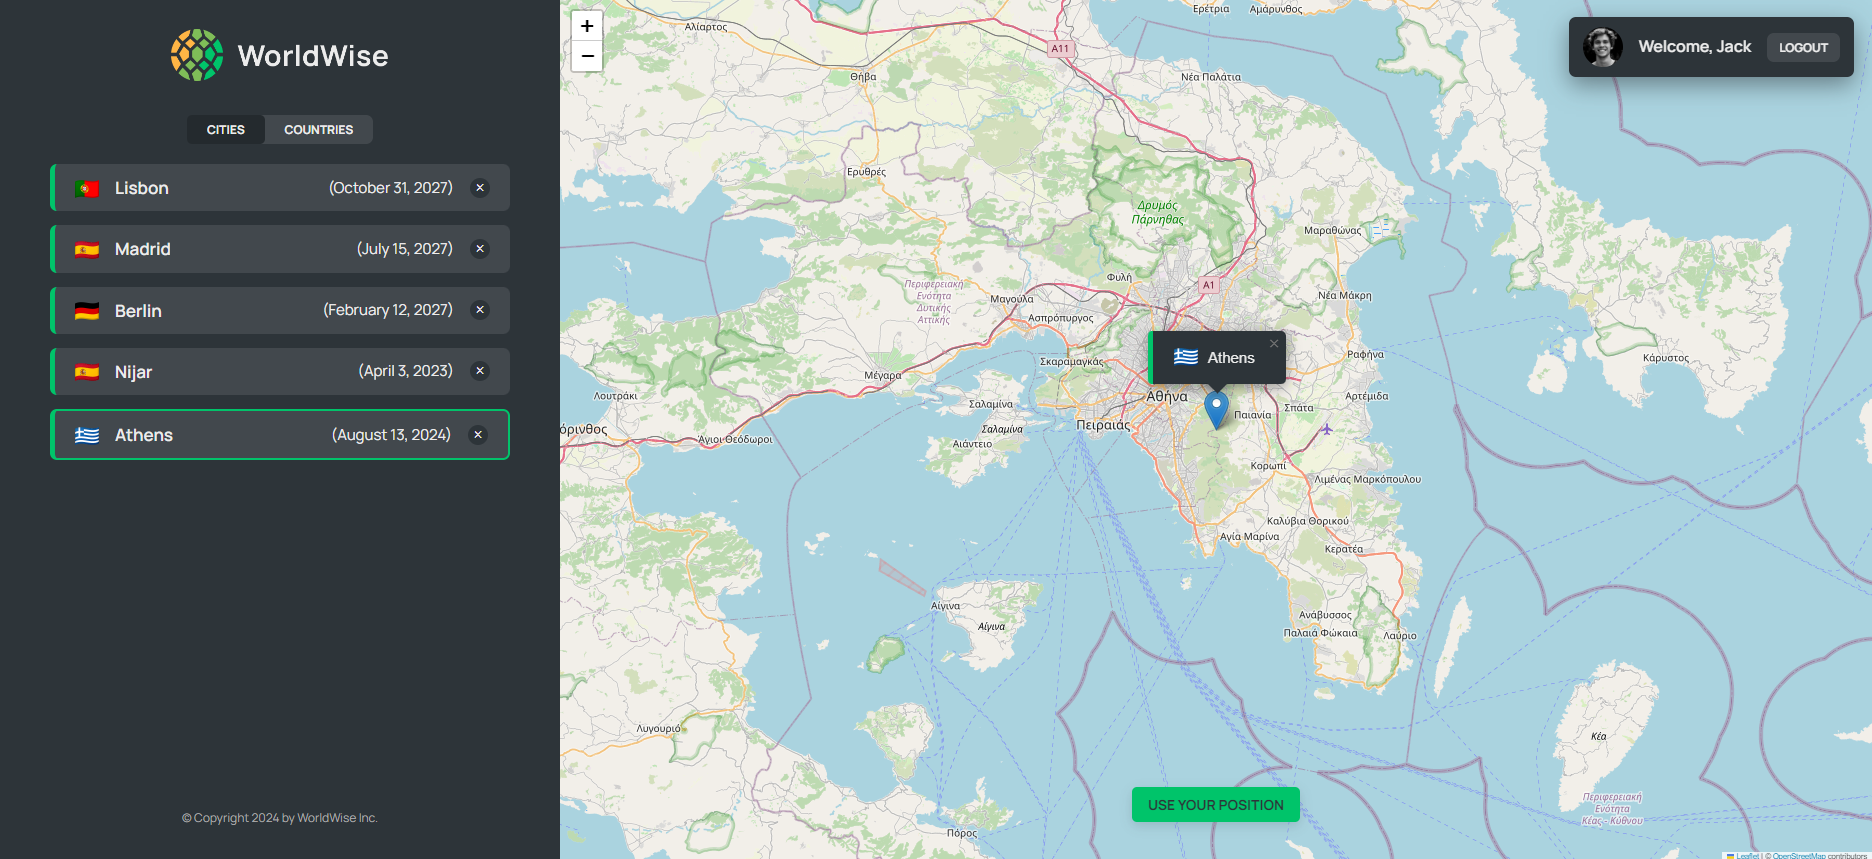 WorldWise
CITIES
COUNTRIES
Lisbon
(October 31, 2027)
×
Madrid
(July 15, 2027)
×
Berlin
(February 12, 2027)
×
Nijar
(April 3, 2023)
×
Athens
(August 13, 2024)
×
© Copyright 2024 by WorldWise Inc.
+
−
Welcome, Jack
LOGOUT
Ερέτρια
Αμάρυνθος
Αλίαρτος
A11
Θήβα
Νέα Παλάτια
Ερυθρές
Δρυμός
Πάρνηθας
Μαραθώνας
Φυλή
Περιφερειακή
Ενότητα
Δυτικής
Αττικής
Μαγούλα
A1
Νέα Μάκρη
Ασπρόπυργος
×
Athens
Σκαραμαγκάς
Ραφήνα
Κάρυστος
Μέγαρα
Λουτράκι
Σαλαμίνα
Αθήνα
Παιανία
Σπάτα
Αρτέμιδα
όρινθος
Άγιοι Θεόδωροι
Σαλαμίνα
Πειραιάς
Αιάντειο
Κορωπί
Λιμένας Μαρκόπουλου
Καλύβια Θορικού
Αγία Μαρίνα
Κερατέα
Αίγινα
Αίγινα
Ανάβυσσος
Παλαιά Φώκαια
Λαύριο
Λυγουριό
Κέα
USE YOUR POSITION
Περιφερειακή
Ενότητα
Κέας - Κύθνου
Πόρος
Leaflet | © OpenStreetMap contributors